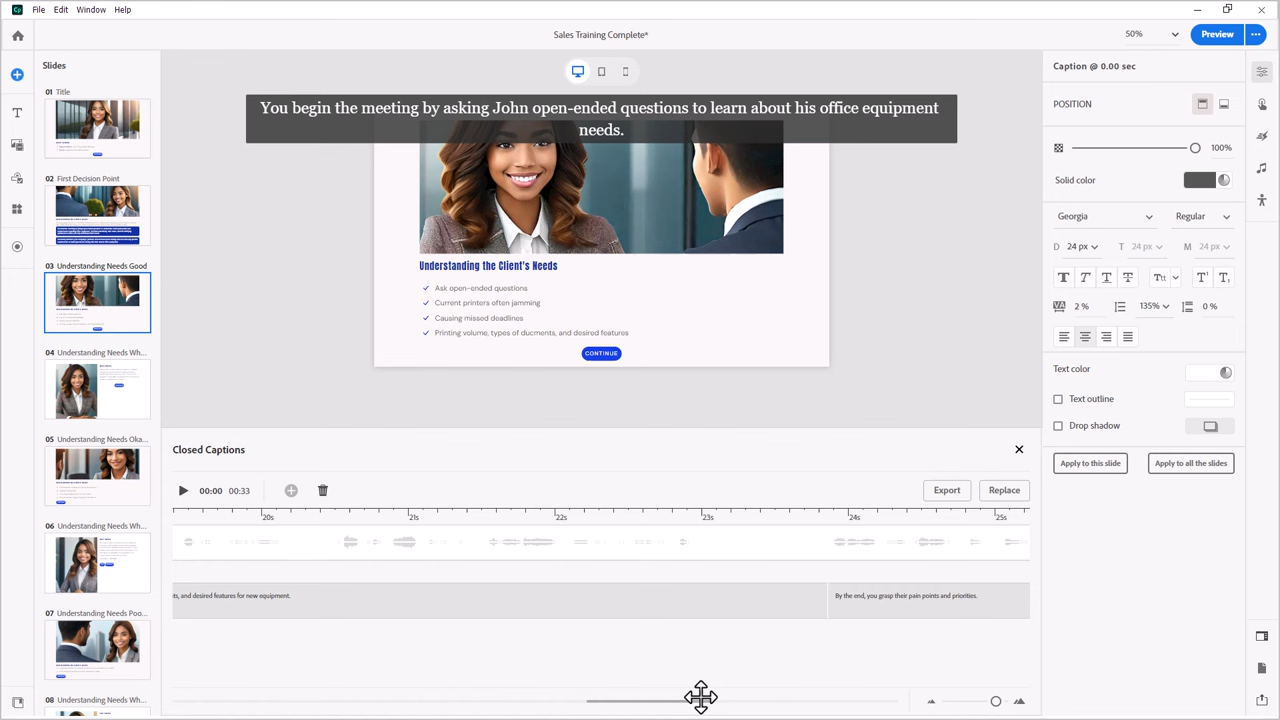 Cp File Edit Window Help
Sales Training Complete*
50%
Preview
Slides
01 Title
02 First Decision Point
03 Understanding Needs Good
04 Understanding Needs Wh...
05 Understanding Needs Oka...
06 Understanding Needs Wh...
07 Understanding Needs Poo...
08 Understanding Needs Wh...
You begin the meeting by asking John open-ended questions to learn about his office equipment
needs.
Understanding the Client's Needs
Ask open-ended questions
Current printers often jamming
Causing missed deadlines
Printing volume, types of ducments, and desired features
CONTINUE
Closed Captions
00:00 00:33
Export Replace
20s 21s 22s 23s 24s 25s
ts, and desired features for new equipment.
By the end, you grasp their pain points and priorities.
Caption @ 0.00 sec
POSITION
100%
Solid color
Georgia Regular
D 24 px T 24 px M 24 px
T T T T Tt T T
2 % 135% 0 %
Text color
Text outline
Drop shadow
Apply to this slide Apply to all the slides